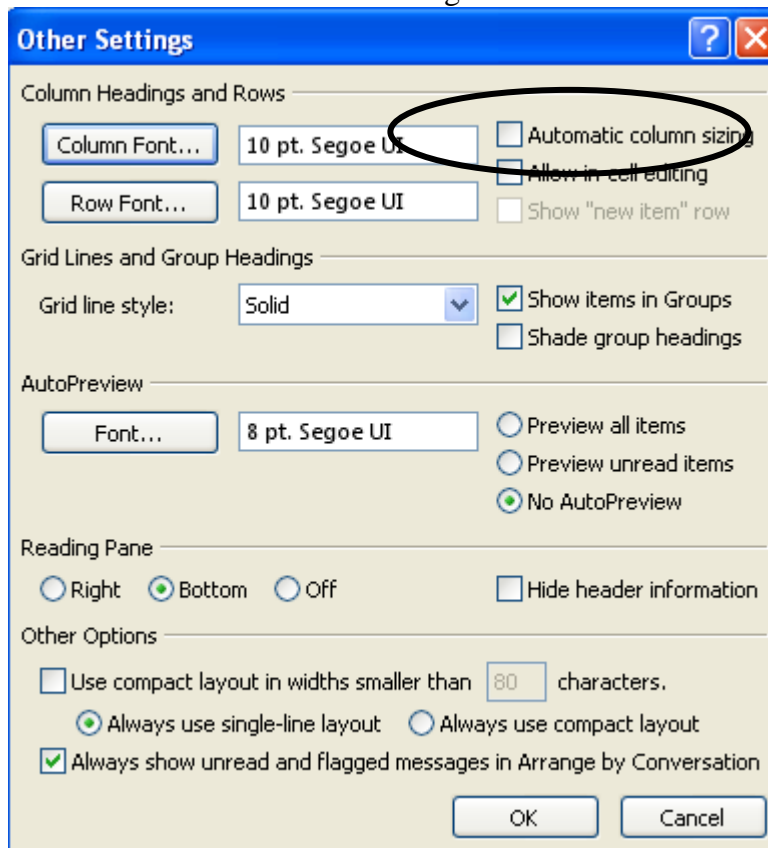 Other Settings
Column Headings and Rows
Column Font... 10 pt. Segoe UI Automatic column sizing
Allow in-cell editing
Row Font... 10 pt. Segoe UI
Show "new item" row
Grid Lines and Group Headings
Grid line style: Solid Show items in Groups
Shade group headings
AutoPreview
Font... 8 pt. Segoe UI Preview all items
Preview unread items
No AutoPreview
Reading Pane
Right Bottom Off Hide header information
Other Options
Use compact layout in widths smaller than 80 characters.
Always use single-line layout Always use compact layout
Always show unread and flagged messages in Arrange by Conversation
OK Cancel